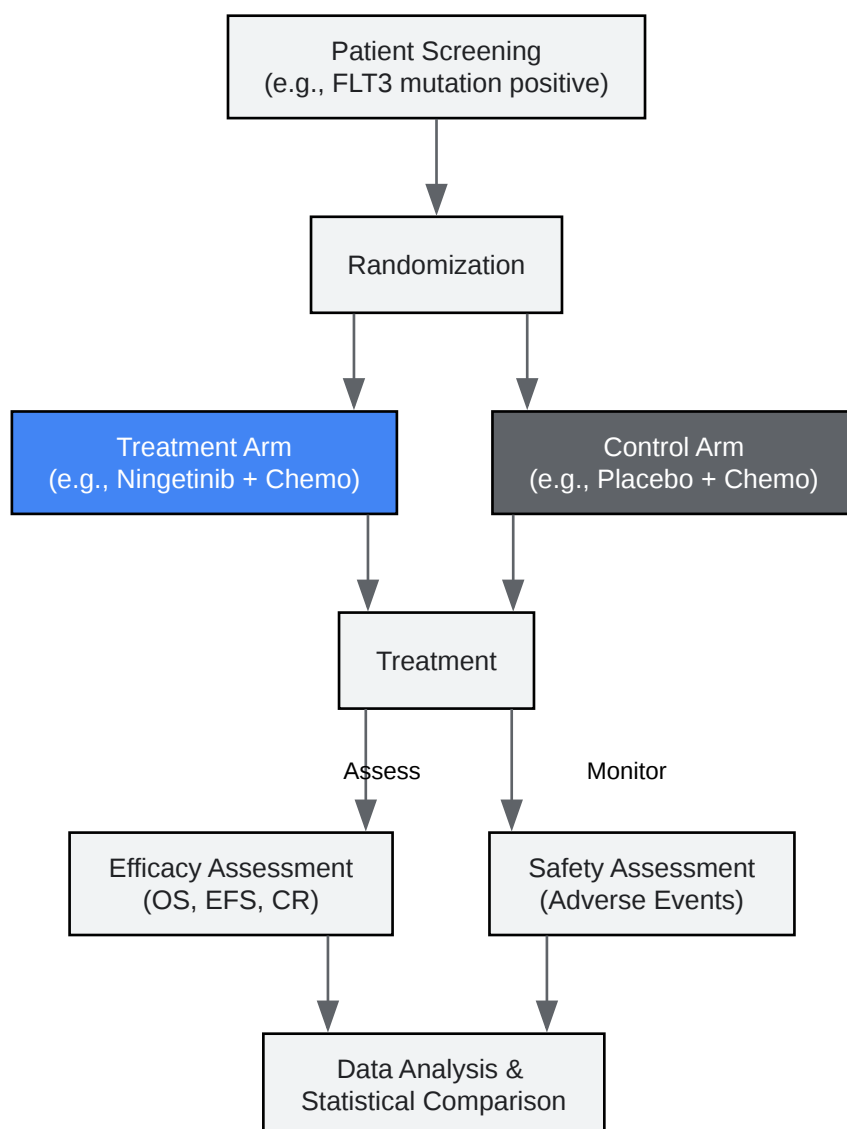 Patient Screening
(e.g., FLT3 mutation positive)
Randomization
Treatment Arm
(e.g., Ningetinib + Chemo)
Control Arm
(e.g., Placebo + Chemo)
Treatment
Assess
Monitor
Efficacy Assessment
(OS, EFS, CR)
Safety Assessment
(Adverse Events)
Data Analysis &
Statistical Comparison